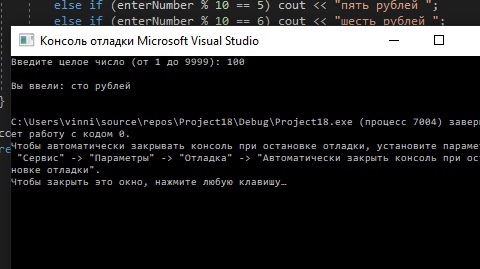 else if (enterNumber % 10 == 5) cout << "пять рублей ";
else if (enterNumber % 10 == 6) cout << "шесть рублей ";
Консоль отладки Microsoft Visual Studio
Введите целое число (от 1 до 9999): 100
Вы ввели: сто рублей
}
C:\Users\vinni\source\repos\Project18\Debug\Project18.exe (процесс 7004) завер
ет работу с кодом 0.
Чтобы автоматически закрывать консоль при остановке отладки, установите парамет
"Сервис" -> "Параметры" -> "Отладка" -> "Автоматически закрыть консоль при ост
новке отладки".
Чтобы закрыть это окно, нажмите любую клавишу…